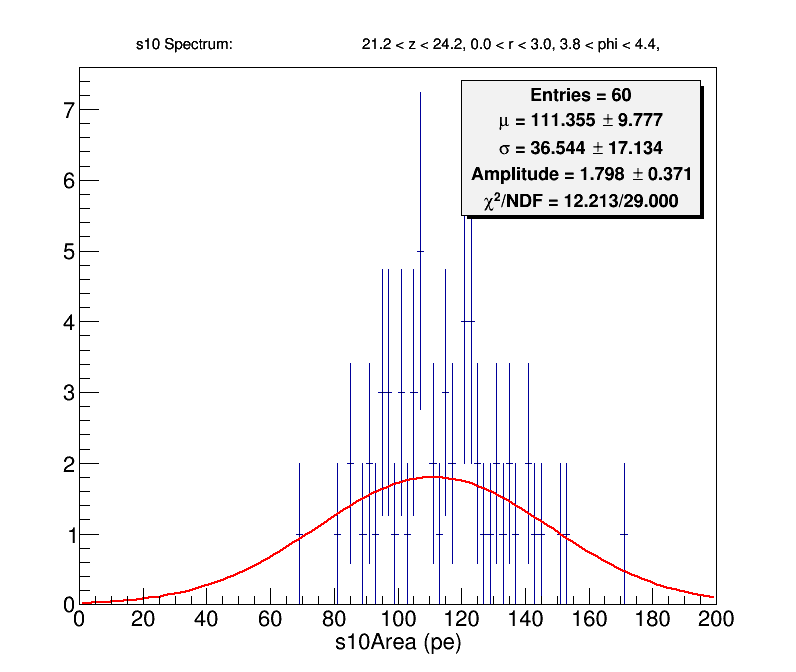 s10 Spectrum: 21.2 < z < 24.2, 0.0 < r < 3.0, 3.8 < phi < 4.4,
Entries = 60
μ = 111.355 ± 9.777
σ = 36.544 ± 17.134
Amplitude = 1.798 ± 0.371
χ²/NDF = 12.213/29.000
7
6
5
4
3
2
1
0
0 20 40 60 80 100 120 140 160 180 200
s10Area (pe)